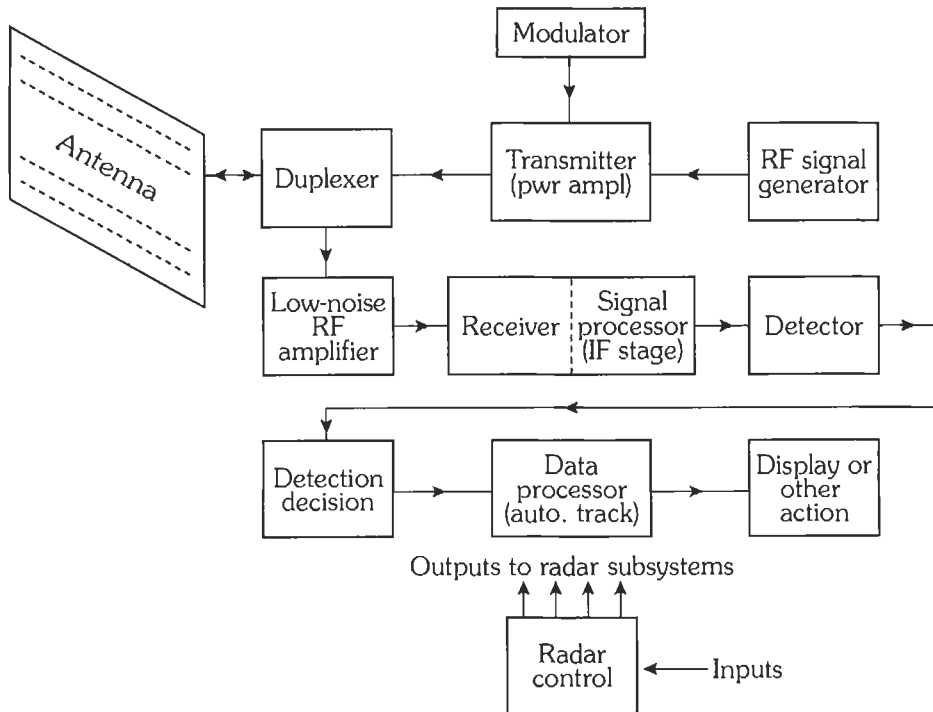 Modulator
Antenna
Duplexer
Transmitter
(pwr ampl)
RF signal
generator
Low-noise
RF
amplifier
Receiver
Signal
processor
(IF stage)
Detector
Detection
decision
Data
processor
(auto. track)
Display or
other
action
Outputs to radar subsystems
Radar
control
Inputs